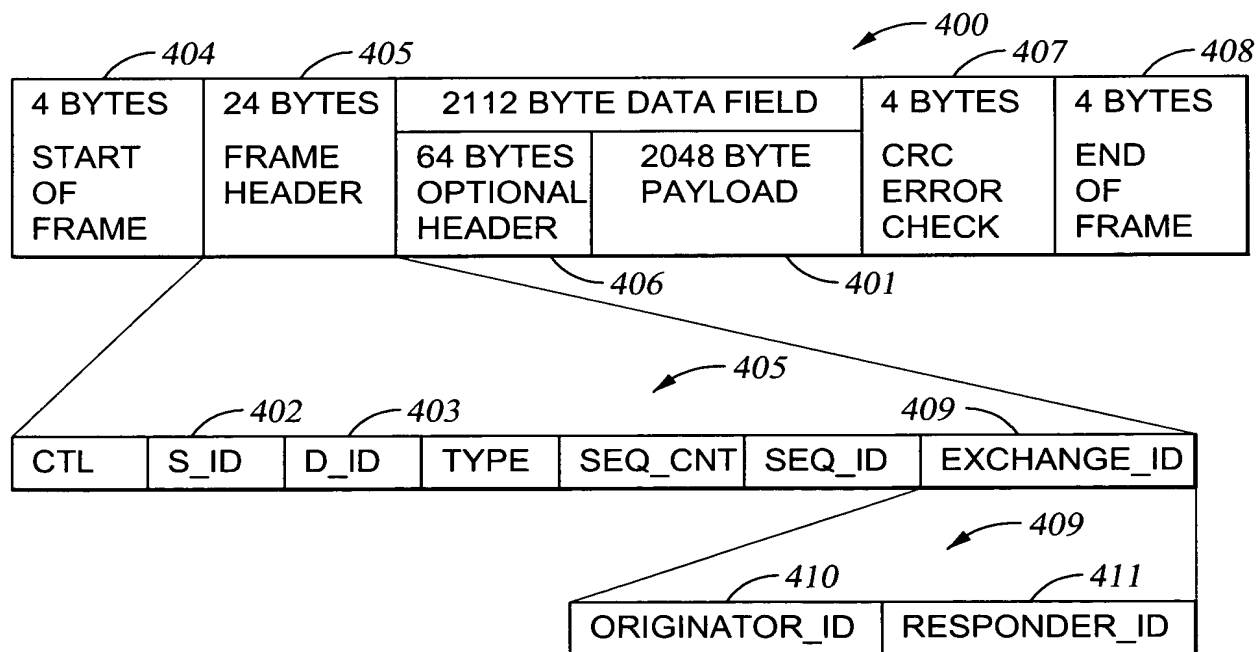 400
404
405
407
408
4 BYTES
START
OF
FRAME
24 BYTES
FRAME
HEADER
2112 BYTE DATA FIELD
64 BYTES
OPTIONAL
HEADER
2048 BYTE
PAYLOAD
4 BYTES
CRC
ERROR
CHECK
4 BYTES
END
OF
FRAME
406
401
405
402
403
409
CTL
S_ID
D_ID
TYPE
SEQ_CNT
SEQ_ID
EXCHANGE_ID
409
410
411
ORIGINATOR_ID
RESPONDER_ID